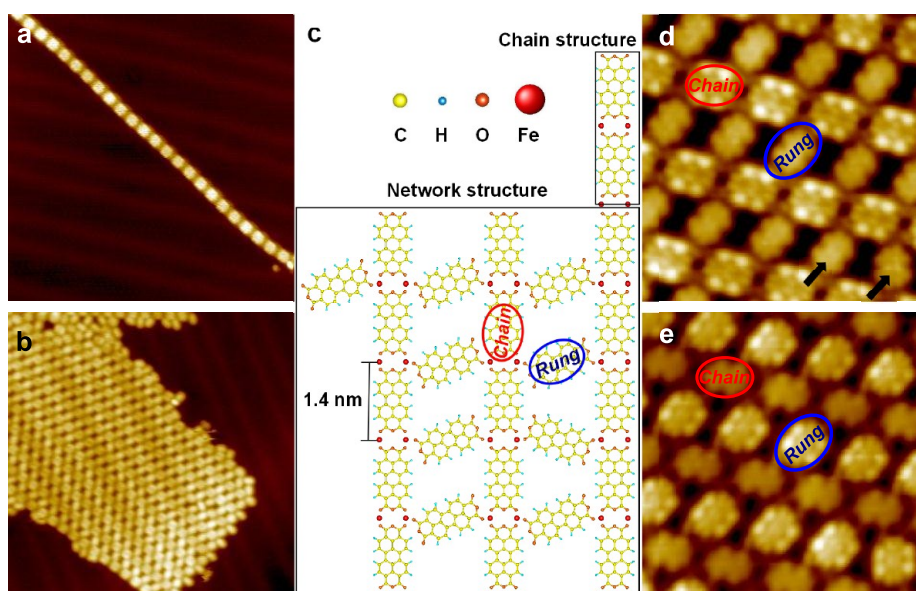 a
b
c
Chain structure
C H O Fe
Network structure
Chain
Rung
1.4 nm
d
Chain
Rung
e
Chain
Rung